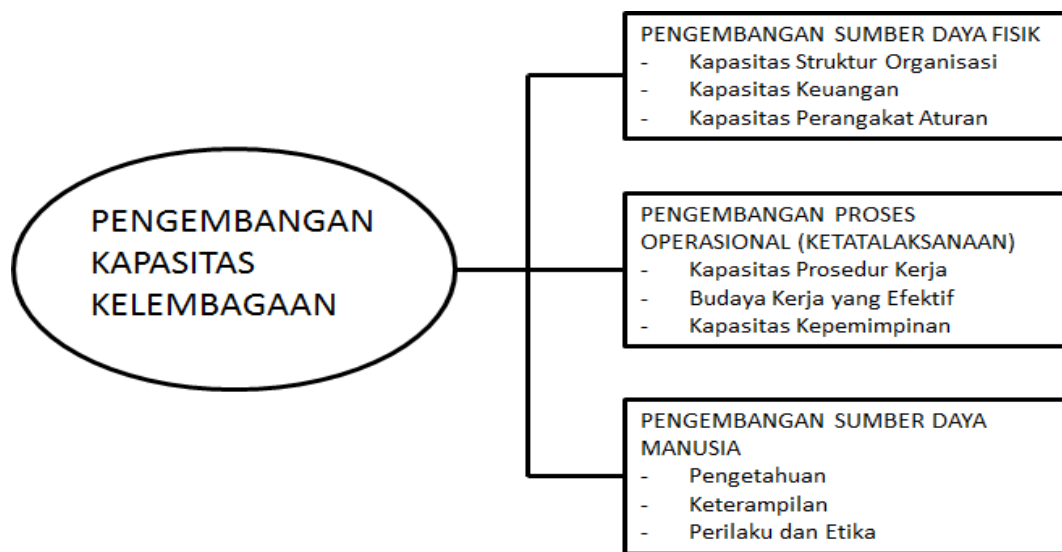 PENGEMBANGAN
KAPASITAS
KELEMBAGAAN
PENGEMBANGAN SUMBER DAYA FISIK
- Kapasitas Struktur Organisasi
- Kapasitas Keuangan
- Kapasitas Perangakat Aturan
PENGEMBANGAN PROSES
OPERASIONAL (KETATALAKSANAAN)
- Kapasitas Prosedur Kerja
- Budaya Kerja yang Efektif
- Kapasitas Kepemimpinan
PENGEMBANGAN SUMBER DAYA
MANUSIA
- Pengetahuan
- Keterampilan
- Perilaku dan Etika